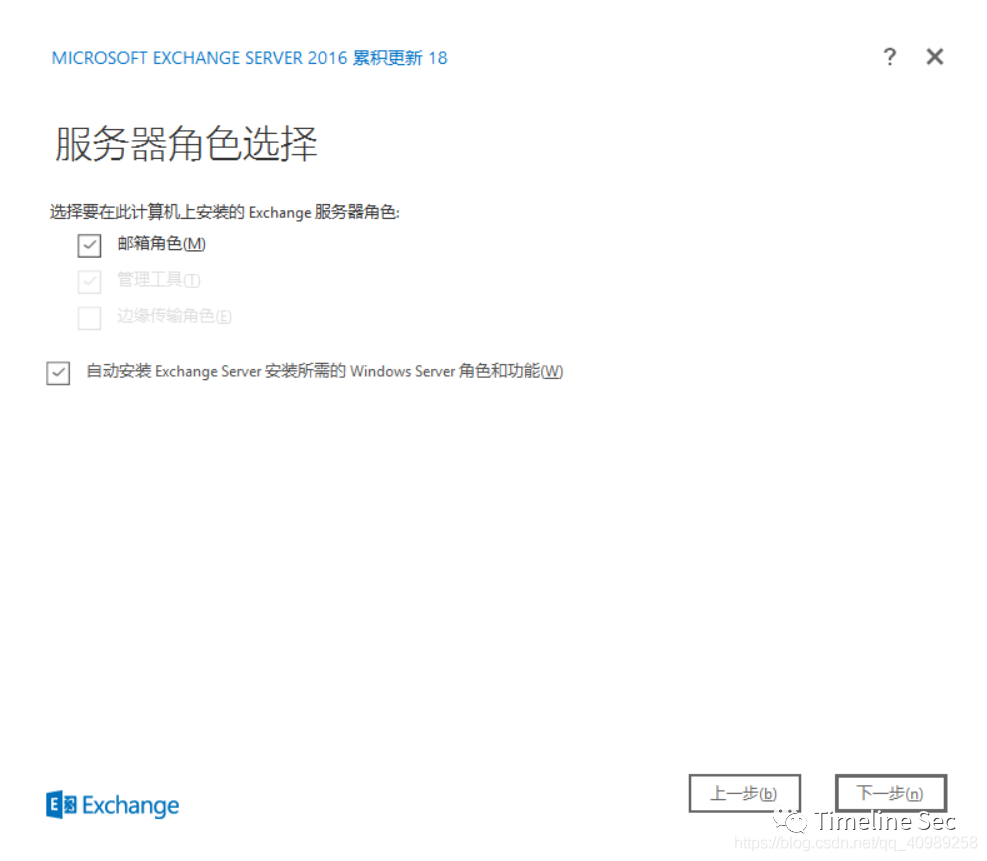 MICROSOFT EXCHANGE SERVER 2016 累积更新 18
?
服务器角色选择
选择要在此计算机上安装的 Exchange 服务器角色:
邮箱角色(M)
管理工具(T)
边缘传输角色(E)
自动安装 Exchange Server 安装所需的 Windows Server 角色和功能(W)
E Exchange
上一步(b) 下一步(n)
Timeline Sec
https://blog.csdn.net/qq_40989258